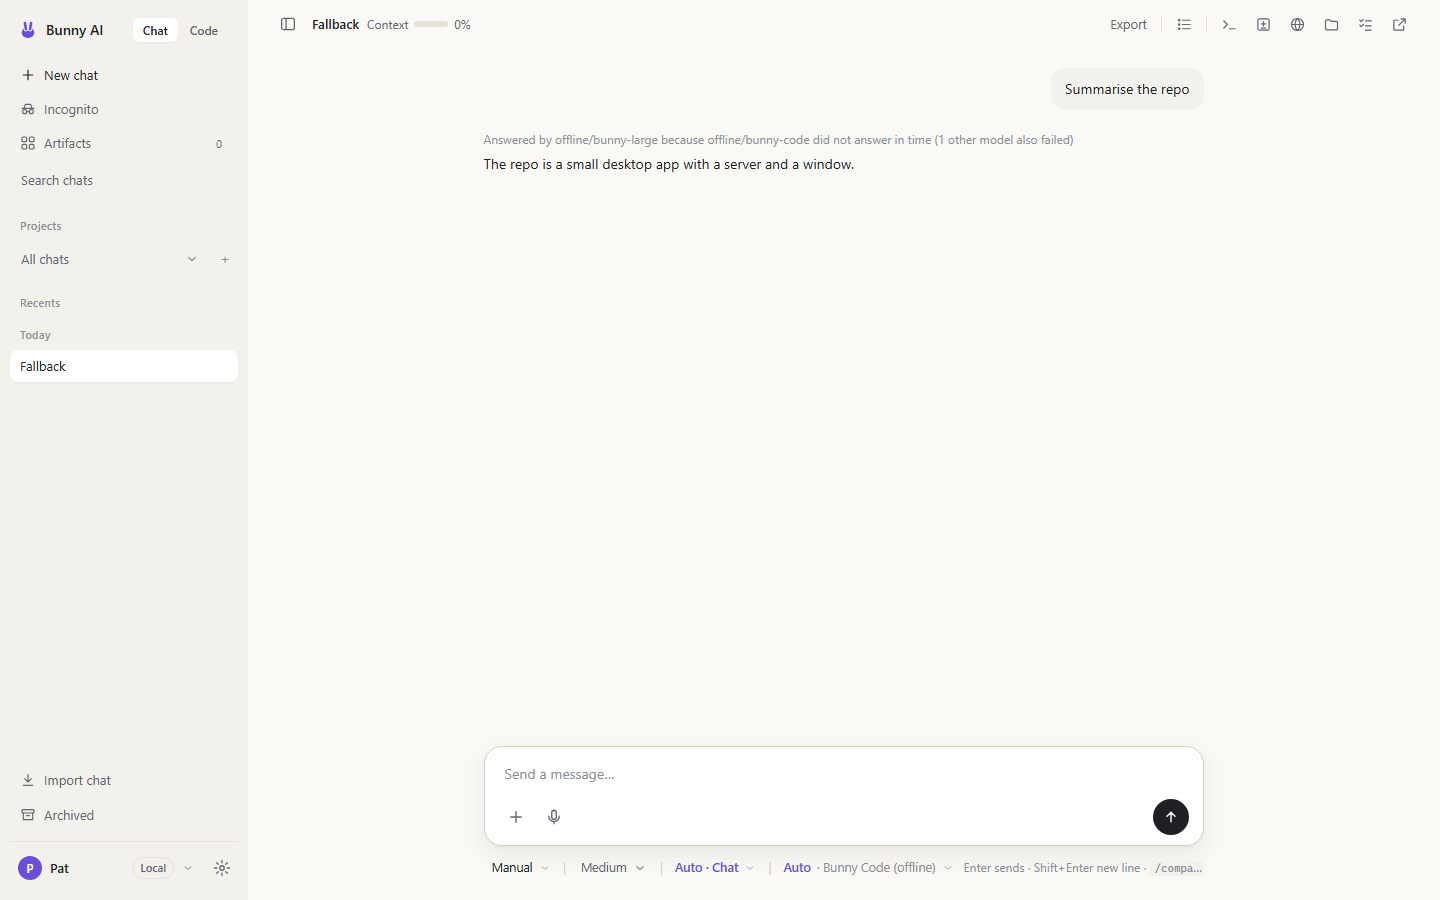 Bunny AI
Chat
Code
New chat
Incognito
Artifacts 0
Search chats
Projects
All chats +
Recents
Today
Fallback
Import chat
Archived
P Pat Local
Fallback Context 0%
Export
Summarise the repo
Answered by offline/bunny-large because offline/bunny-code did not answer in time (1 other model also failed)
The repo is a small desktop app with a server and a window.
Send a message...
Manual | Medium | Auto · Chat | Auto · Bunny Code (offline) Enter sends · Shift+Enter new line · /compa...